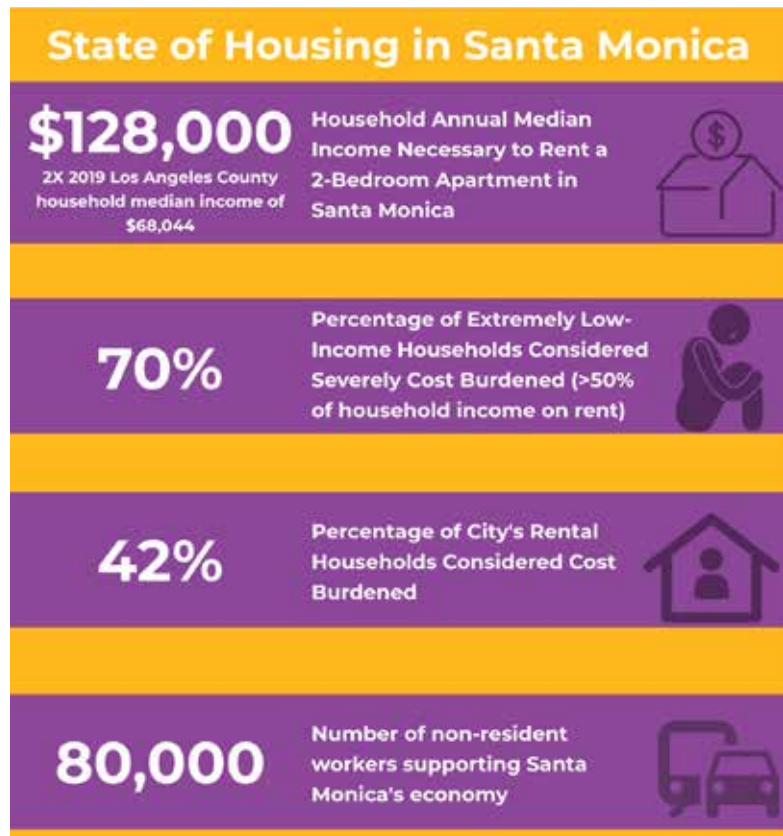 State of Housing in Santa Monica
$128,000
2X 2019 Los Angeles County
household median income of
$68,044
Household Annual Median
Income Necessary to Rent a
2-Bedroom Apartment in
Santa Monica
$
70%
Percentage of Extremely Low-
Income Households Considered
Severely Cost Burdened (>50%
of household income on rent)
42%
Percentage of City's Rental
Households Considered Cost
Burdened
80,000
Number of non-resident
workers supporting Santa
Monica's economy